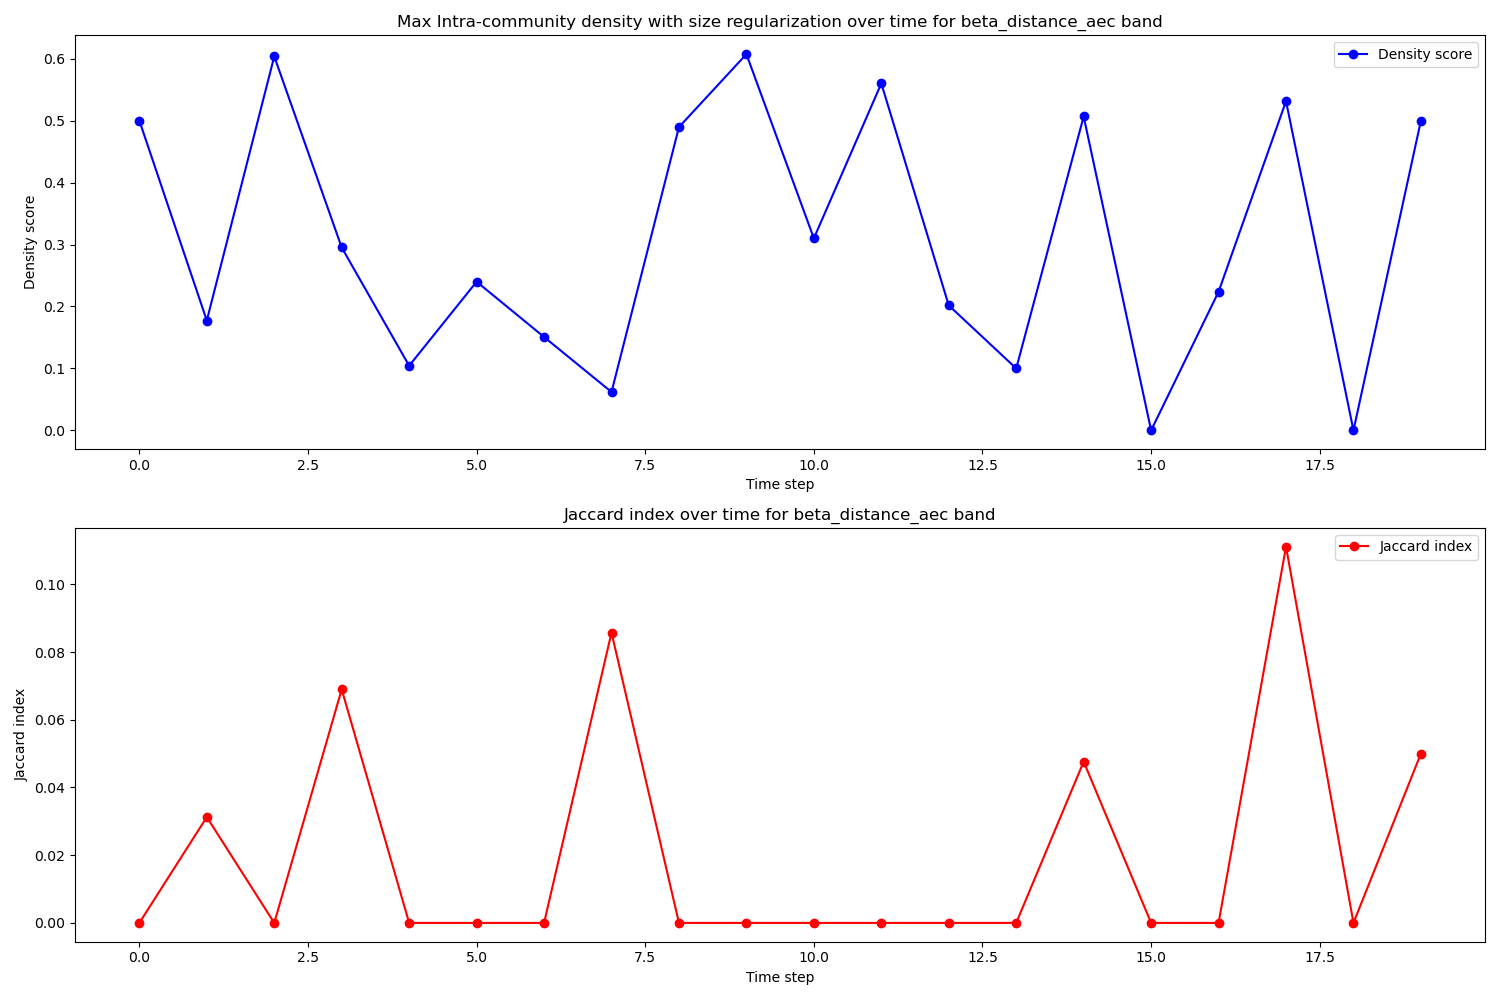 Max Intra-community density with size regularization over time for beta_distance_aec band
Density score
0.6
0.5
0.4
0.3
0.2
0.1
0.0
Density score
0.0 2.5 5.0 7.5 10.0 12.5 15.0 17.5
Time step
Jaccard index over time for beta_distance_aec band
Jaccard index
0.10
0.08
0.06
0.04
0.02
0.00
Jaccard index
0.0 2.5 5.0 7.5 10.0 12.5 15.0 17.5
Time step